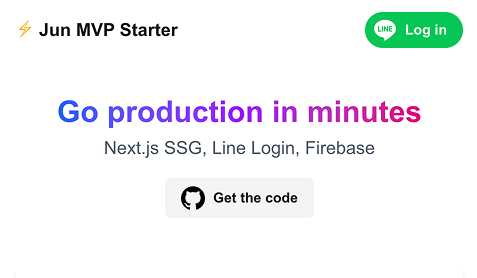 ⚡ Jun MVP Starter
LINE Log in
Go production in minutes
Next.js SSG, Line Login, Firebase
Get the code